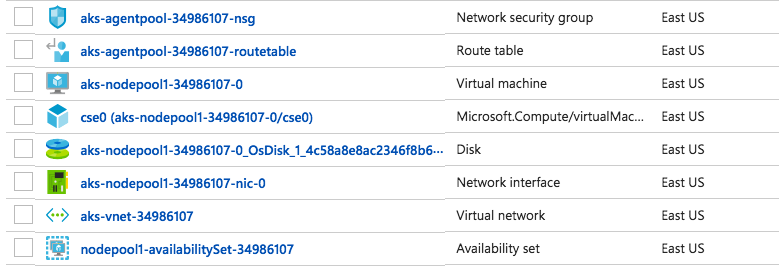 aks-agentpool-34986107-nsg Network security group East US
aks-agentpool-34986107-routetable Route table East US
aks-nodepool1-34986107-0 Virtual machine East US
cse0 (aks-nodepool1-34986107-0/cse0) Microsoft.Compute/virtualMac... East US
aks-nodepool1-34986107-0_OsDisk_1_4c58a8e8ac2346f8b6... Disk East US
aks-nodepool1-34986107-nic-0 Network interface East US
aks-vnet-34986107 Virtual network East US
nodepool1-availabilitySet-34986107 Availability set East US